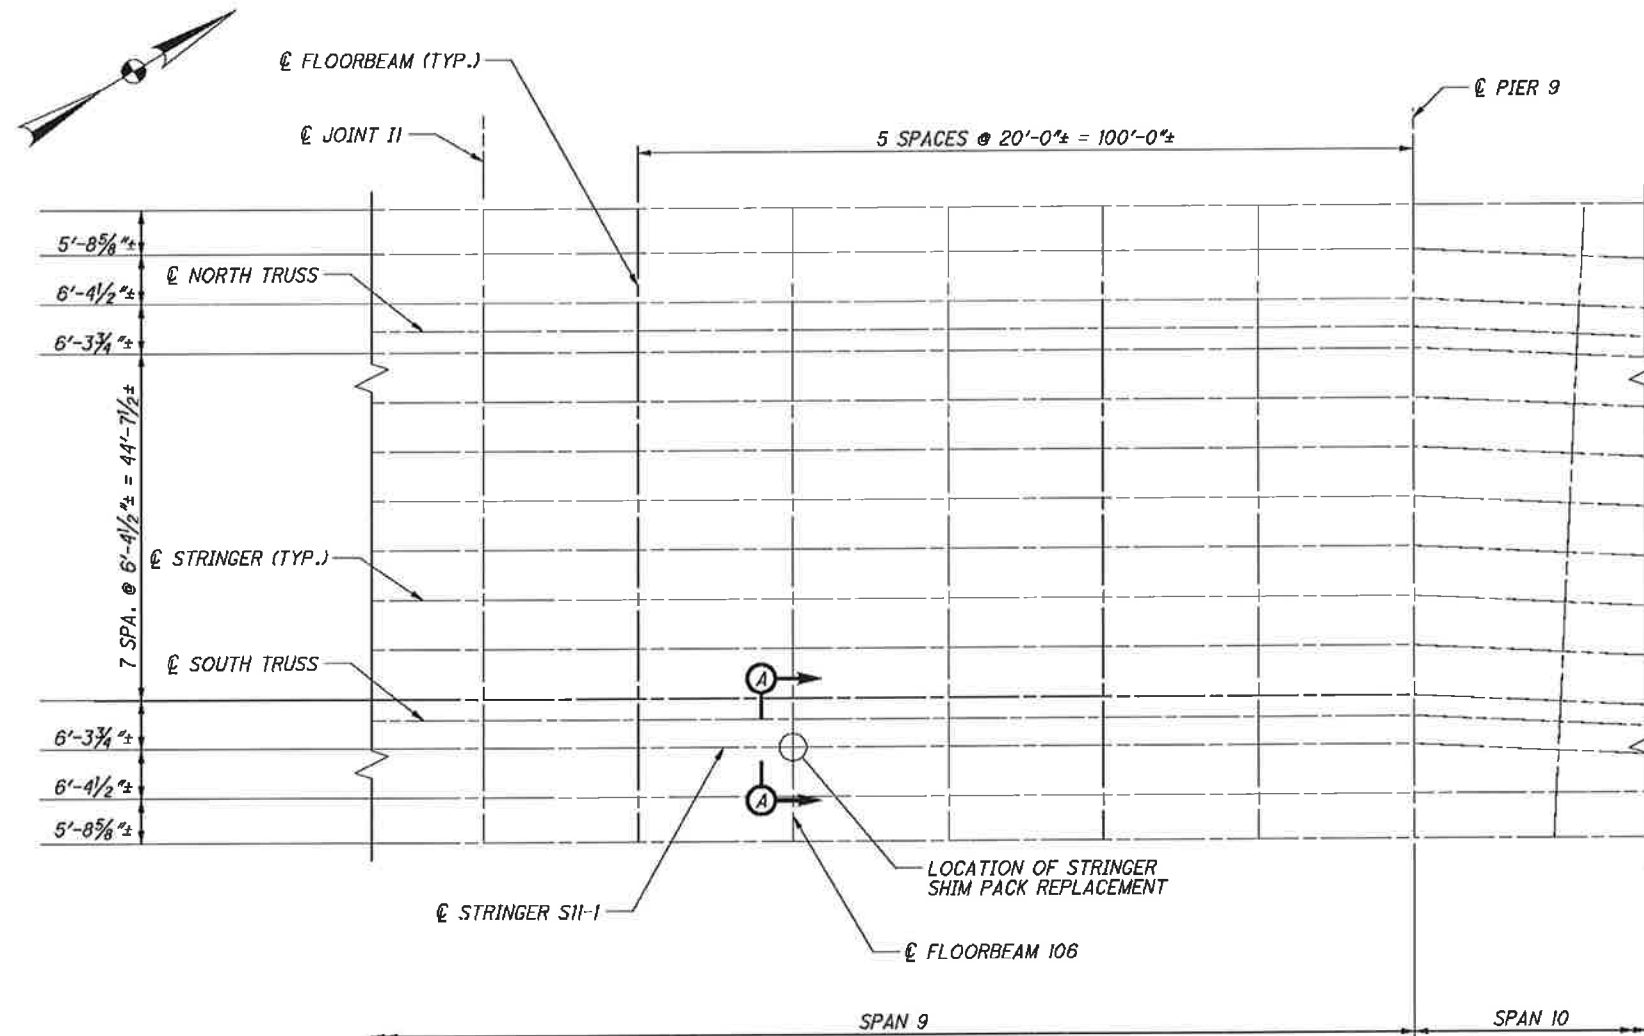 ℄ FLOORBEAM (TYP.)
℄ PIER 9
℄ JOINT 11
5 SPACES @ 20'-0"± = 100'-0"±
5'-8⅝"±
℄ NORTH TRUSS
6'-4½"±
6'-3¾"±
7 SPA. @ 6'-4½"± = 44'-7½±
℄ STRINGER (TYP.)
℄ SOUTH TRUSS
A
6'-3¾"±
6'-4½"±
A
5'-8⅝"±
LOCATION OF STRINGER
SHIM PACK REPLACEMENT
℄ STRINGER S11-1
℄ FLOORBEAM 106
SPAN 9
SPAN 10